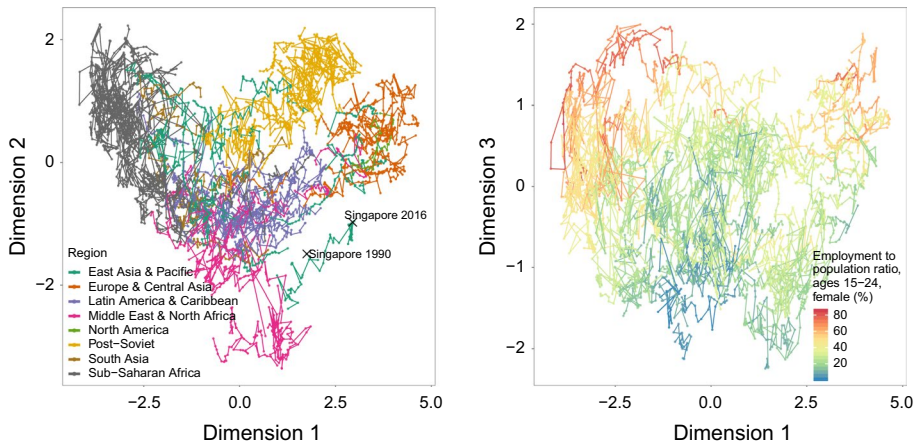 2
0
−2
Dimension 2
−2.5
0.0
2.5
5.0
Dimension 1
Singapore 2016
Singapore 1990
Region
East Asia & Pacific
Europe & Central Asia
Latin America & Caribbean
Middle East & North Africa
North America
Post−Soviet
South Asia
Sub−Saharan Africa
2
1
0
−1
−2
Dimension 3
−2.5
0.0
2.5
5.0
Dimension 1
Employment to
population ratio,
ages 15−24,
female (%)
80
60
40
20